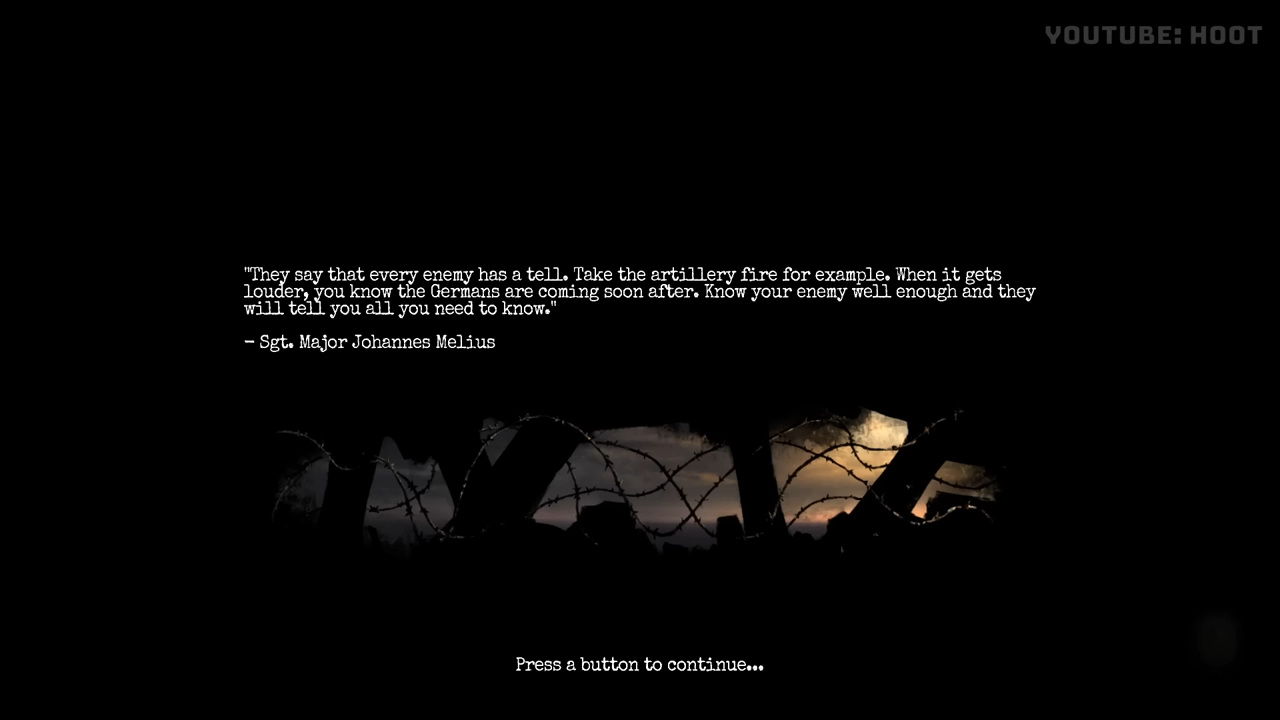 YOUTUBE: HOOT
"They say that every enemy has a tell. Take the artillery fire for example. When it gets
louder, you know the Germans are coming soon after. Know your enemy well enough and they
will tell you all you need to know."
- Sgt. Major Johannes Melius
Press a button to continue...